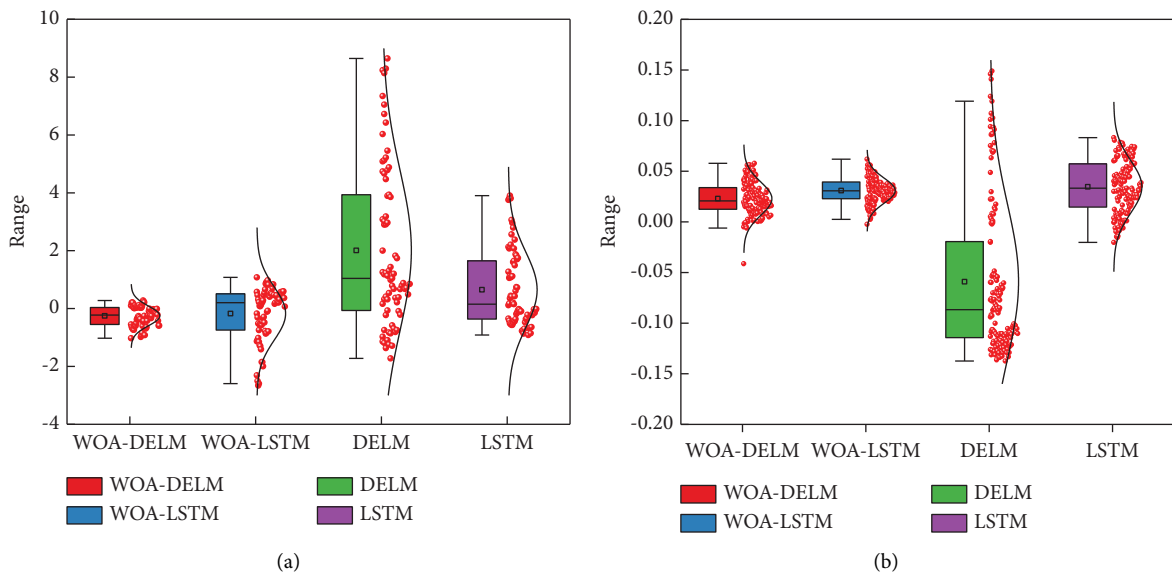 10
8
6
4
2
0
-2
-4
Range
WOA-DELM WOA-LSTM DELM LSTM
WOA-DELM DELM
WOA-LSTM LSTM
(a)
0.20
0.15
0.10
0.05
0.00
-0.05
-0.10
-0.15
-0.20
Range
WOA-DELM WOA-LSTM DELM LSTM
WOA-DELM DELM
WOA-LSTM LSTM
(b)